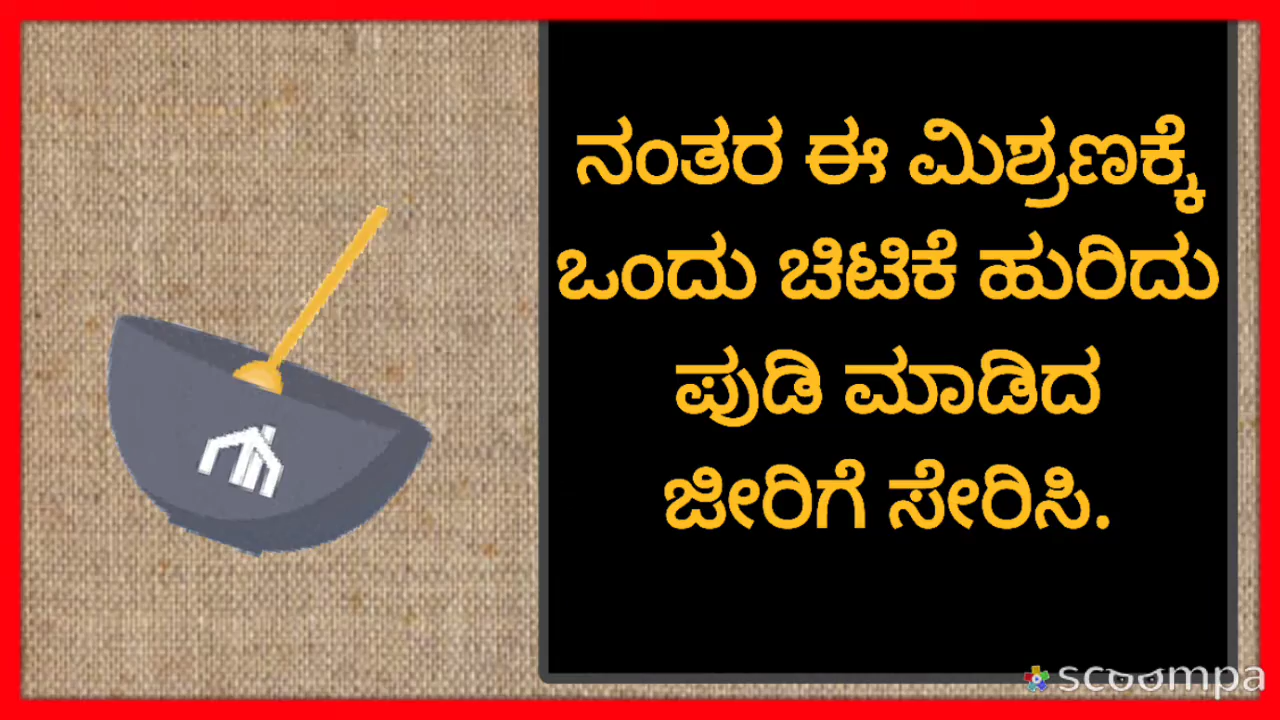 ನಂತರ ಈ ಮಿಶ್ರಣಕ್ಕೆ
ಒಂದು ಚಿಟಿಕೆ ಹುರಿದು
ಪುಡಿ ಮಾಡಿದ
ಜೀರಿಗೆ ಸೇರಿಸಿ.
scoompa